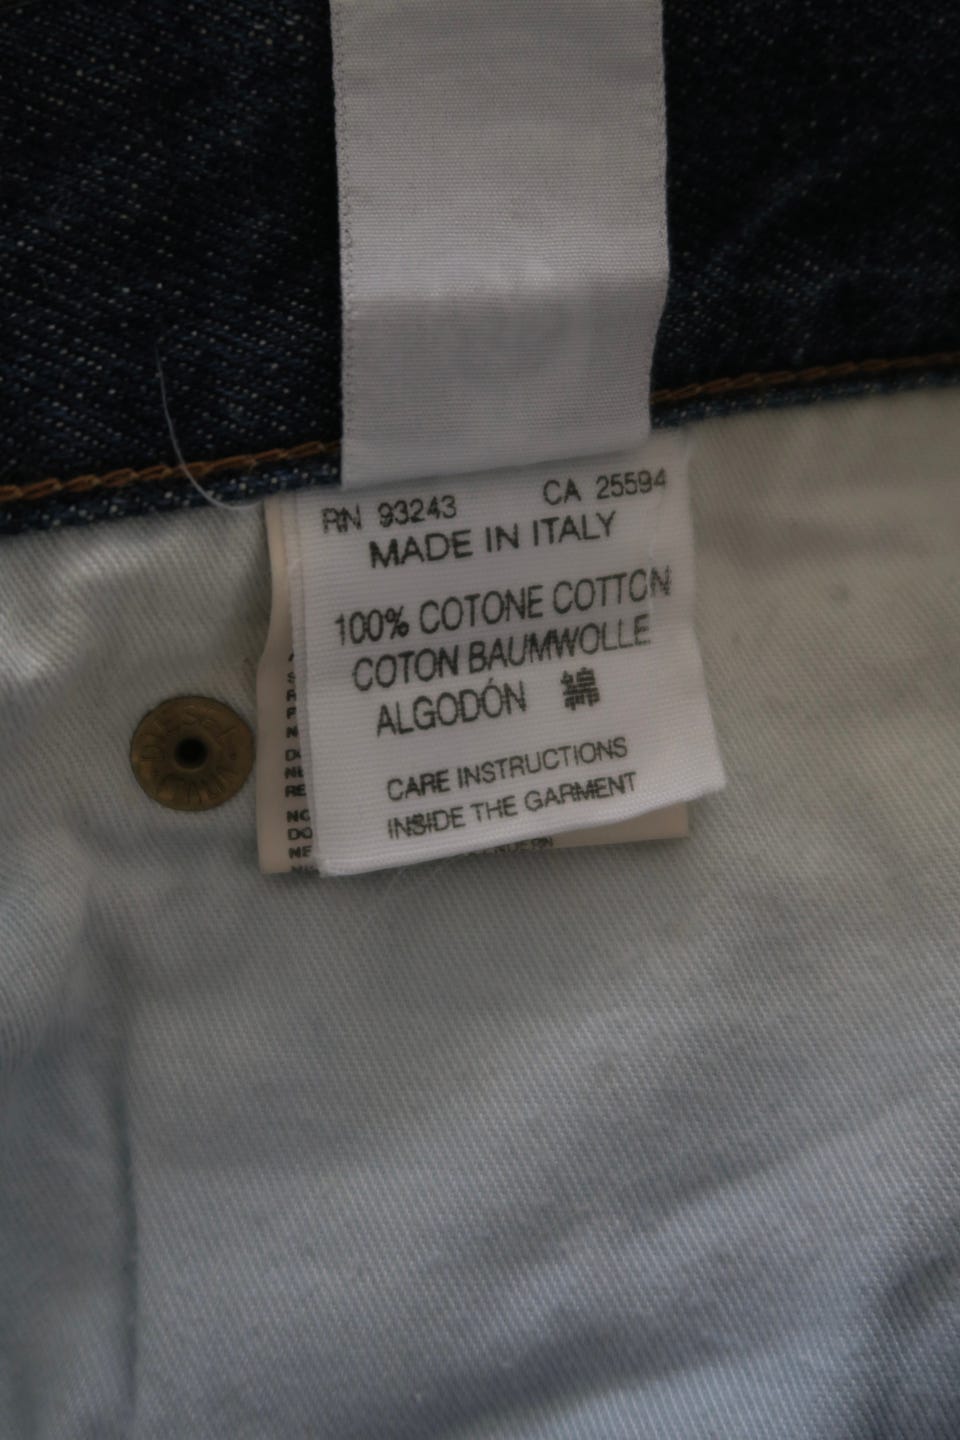 RN 93243 CA 25594
MADE IN ITALY
100% COTONE COTTON
COTON BAUMWOLLE
ALGODÓN 綿
CARE INSTRUCTIONS
INSIDE THE GARMENT
DIESEL